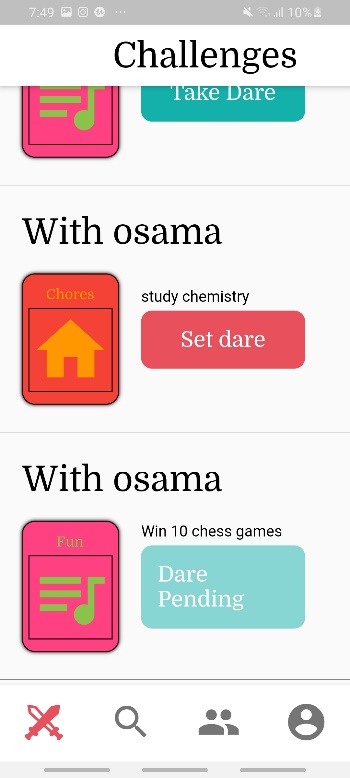 7:49 10%
Challenges
Take Dare
With osama
Chores
study chemistry
Set dare
With osama
Fun
Win 10 chess games
Dare
Pending